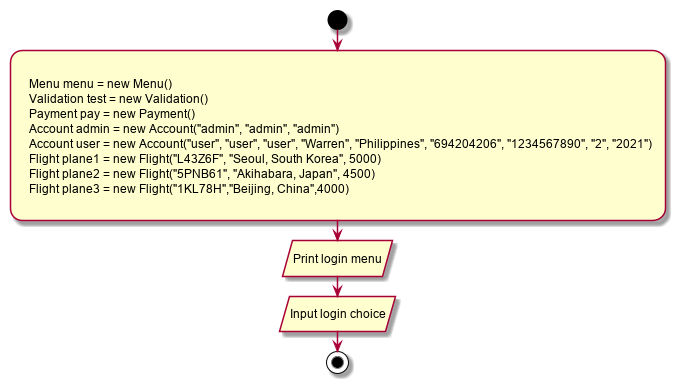 Menu menu = new Menu()
Validation test = new Validation()
Payment pay = new Payment()
Account admin = new Account("admin", "admin", "admin")
Account user = new Account("user", "user", "user", "Warren", "Philippines", "694204206", "1234567890", "2", "2021")
Flight plane1 = new Flight("L43Z6F", "Seoul, South Korea", 5000)
Flight plane2 = new Flight("5PNB61", "Akihabara, Japan", 4500)
Flight plane3 = new Flight("1KL78H","Beijing, China",4000)
Print login menu
Input login choice